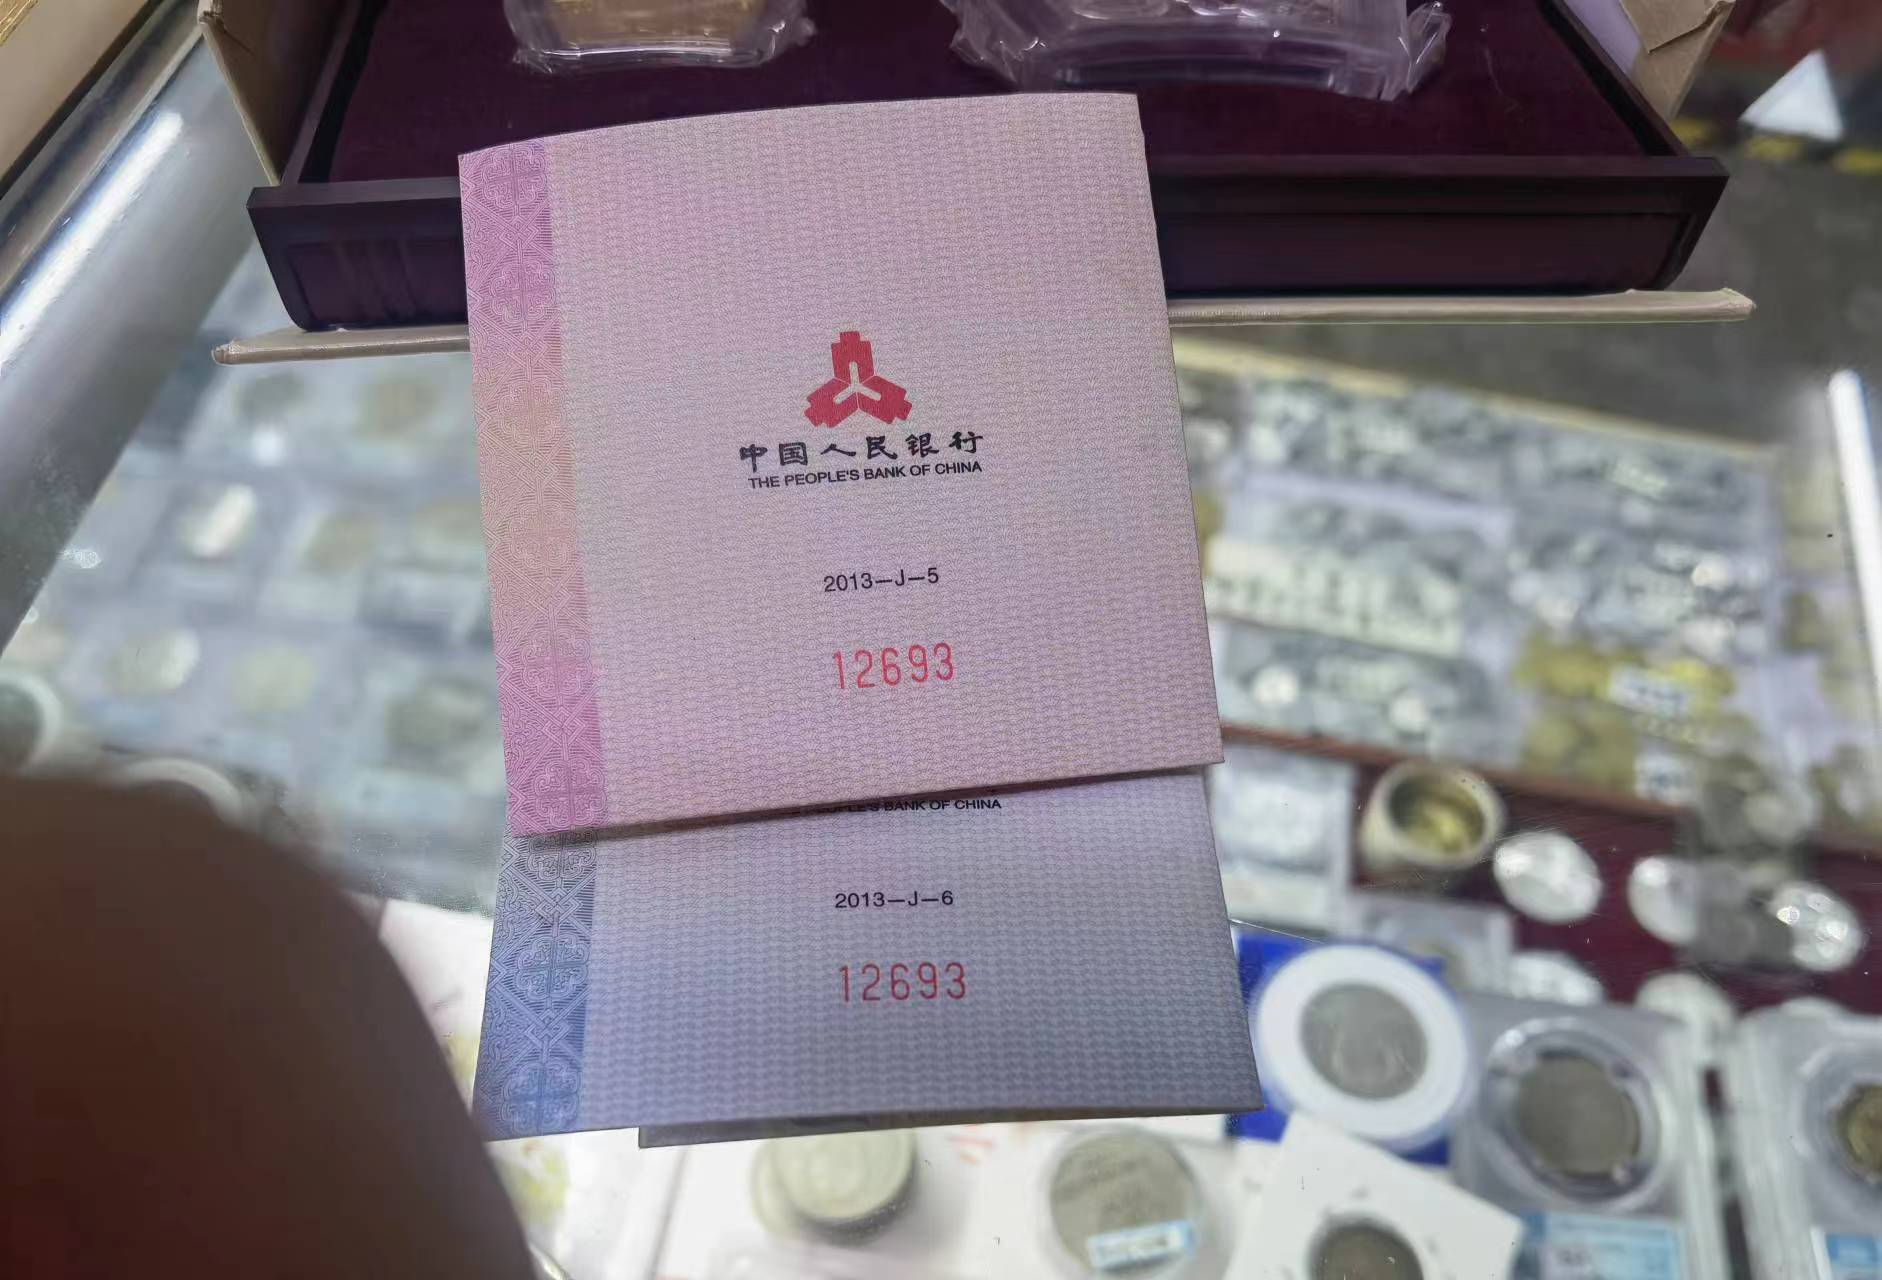 中国人民银行
THE PEOPLE'S BANK OF CHINA
2013—J—5
12693
PEOPLE'S BANK OF CHINA
2013—J—6
12693